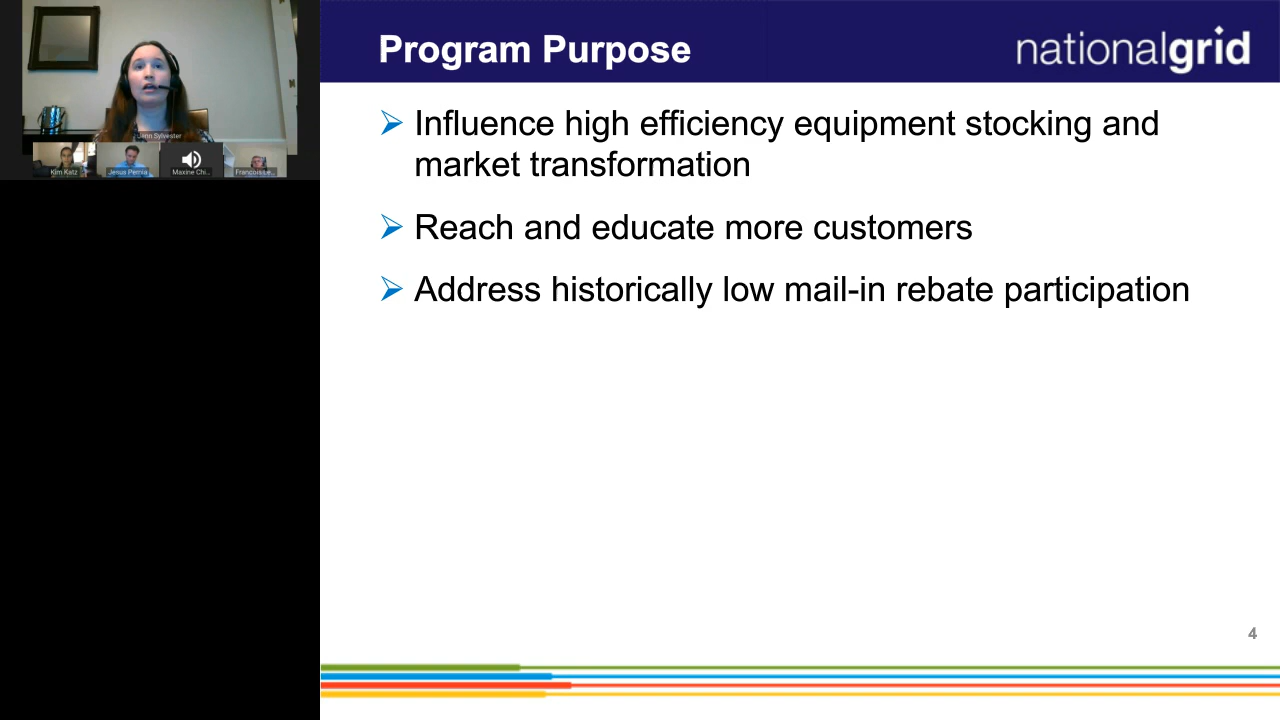 Program Purpose
nationalgrid
Jenn Sylvester
Kim Katz
Jesus Pernia
Maxine Chi...
Francois Le...
Influence high efficiency equipment stocking and
market transformation
Reach and educate more customers
Address historically low mail-in rebate participation
4